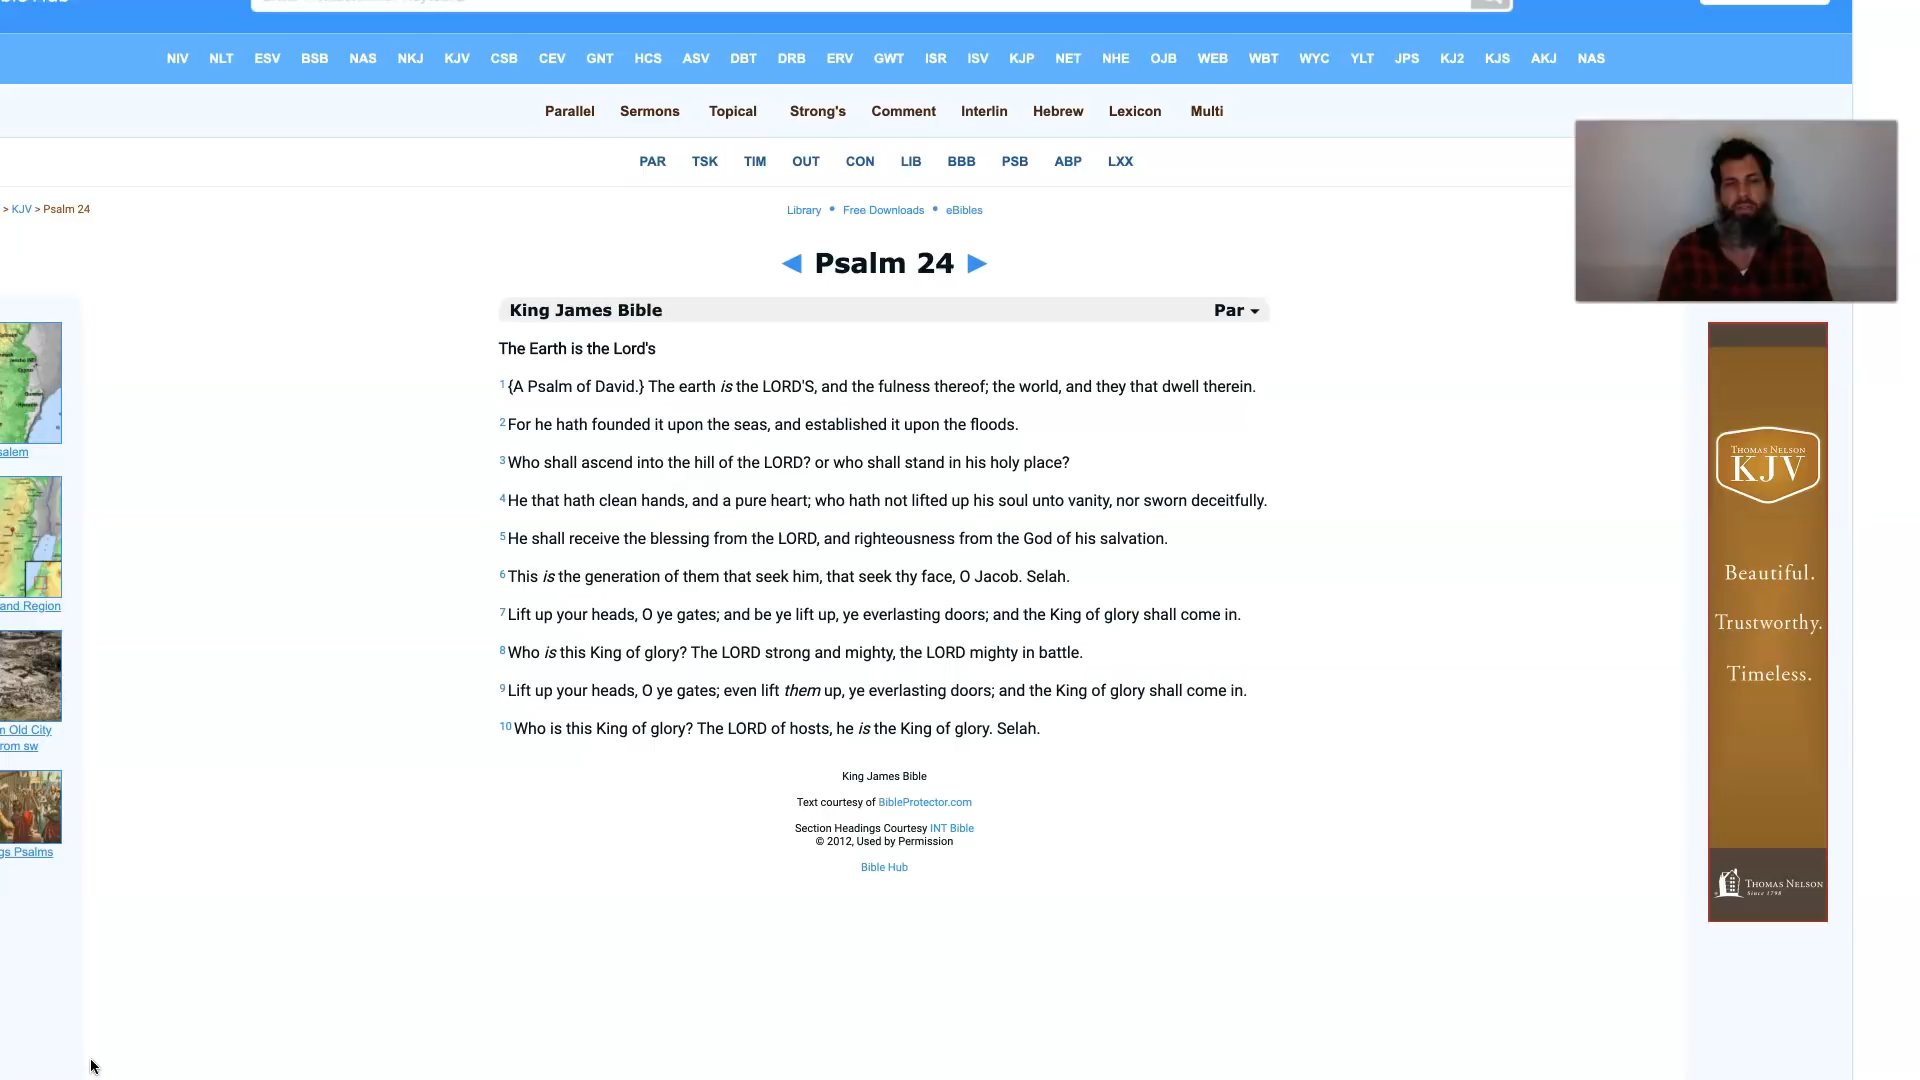 NIV NLT ESV BSB NAS NKJ KJV CSB CEV GNT HCS ASV DBT DRB ERV GWT ISR ISV KJP NET NHE OJB WEB WBT WYC YLT JPS KJ2 KJS AKJ NAS
Parallel Sermons Topical Strong's Comment Interlin Hebrew Lexicon Multi
PAR TSK TIM OUT CON LIB BBB PSB ABP LXX
> KJV > Psalm 24
Library • Free Downloads • eBibles
◄ Psalm 24 ►
King James Bible Par
The Earth is the Lord's
1 {A Psalm of David.} The earth is the LORD'S, and the fulness thereof; the world, and they that dwell therein.
2 For he hath founded it upon the seas, and established it upon the floods.
3 Who shall ascend into the hill of the LORD? or who shall stand in his holy place?
4 He that hath clean hands, and a pure heart; who hath not lifted up his soul unto vanity, nor sworn deceitfully.
5 He shall receive the blessing from the LORD, and righteousness from the God of his salvation.
6 This is the generation of them that seek him, that seek thy face, O Jacob. Selah.
7 Lift up your heads, O ye gates; and be ye lift up, ye everlasting doors; and the King of glory shall come in.
8 Who is this King of glory? The LORD strong and mighty, the LORD mighty in battle.
9 Lift up your heads, O ye gates; even lift them up, ye everlasting doors; and the King of glory shall come in.
10 Who is this King of glory? The LORD of hosts, he is the King of glory. Selah.
King James Bible
Text courtesy of BibleProtector.com
Section Headings Courtesy INT Bible
© 2012, Used by Permission
Bible Hub
salem
and Region
n Old City
rom sw
gs Psalms
THOMAS NELSON
KJV
Beautiful.
Trustworthy.
Timeless.
THOMAS NELSON
Since 1798